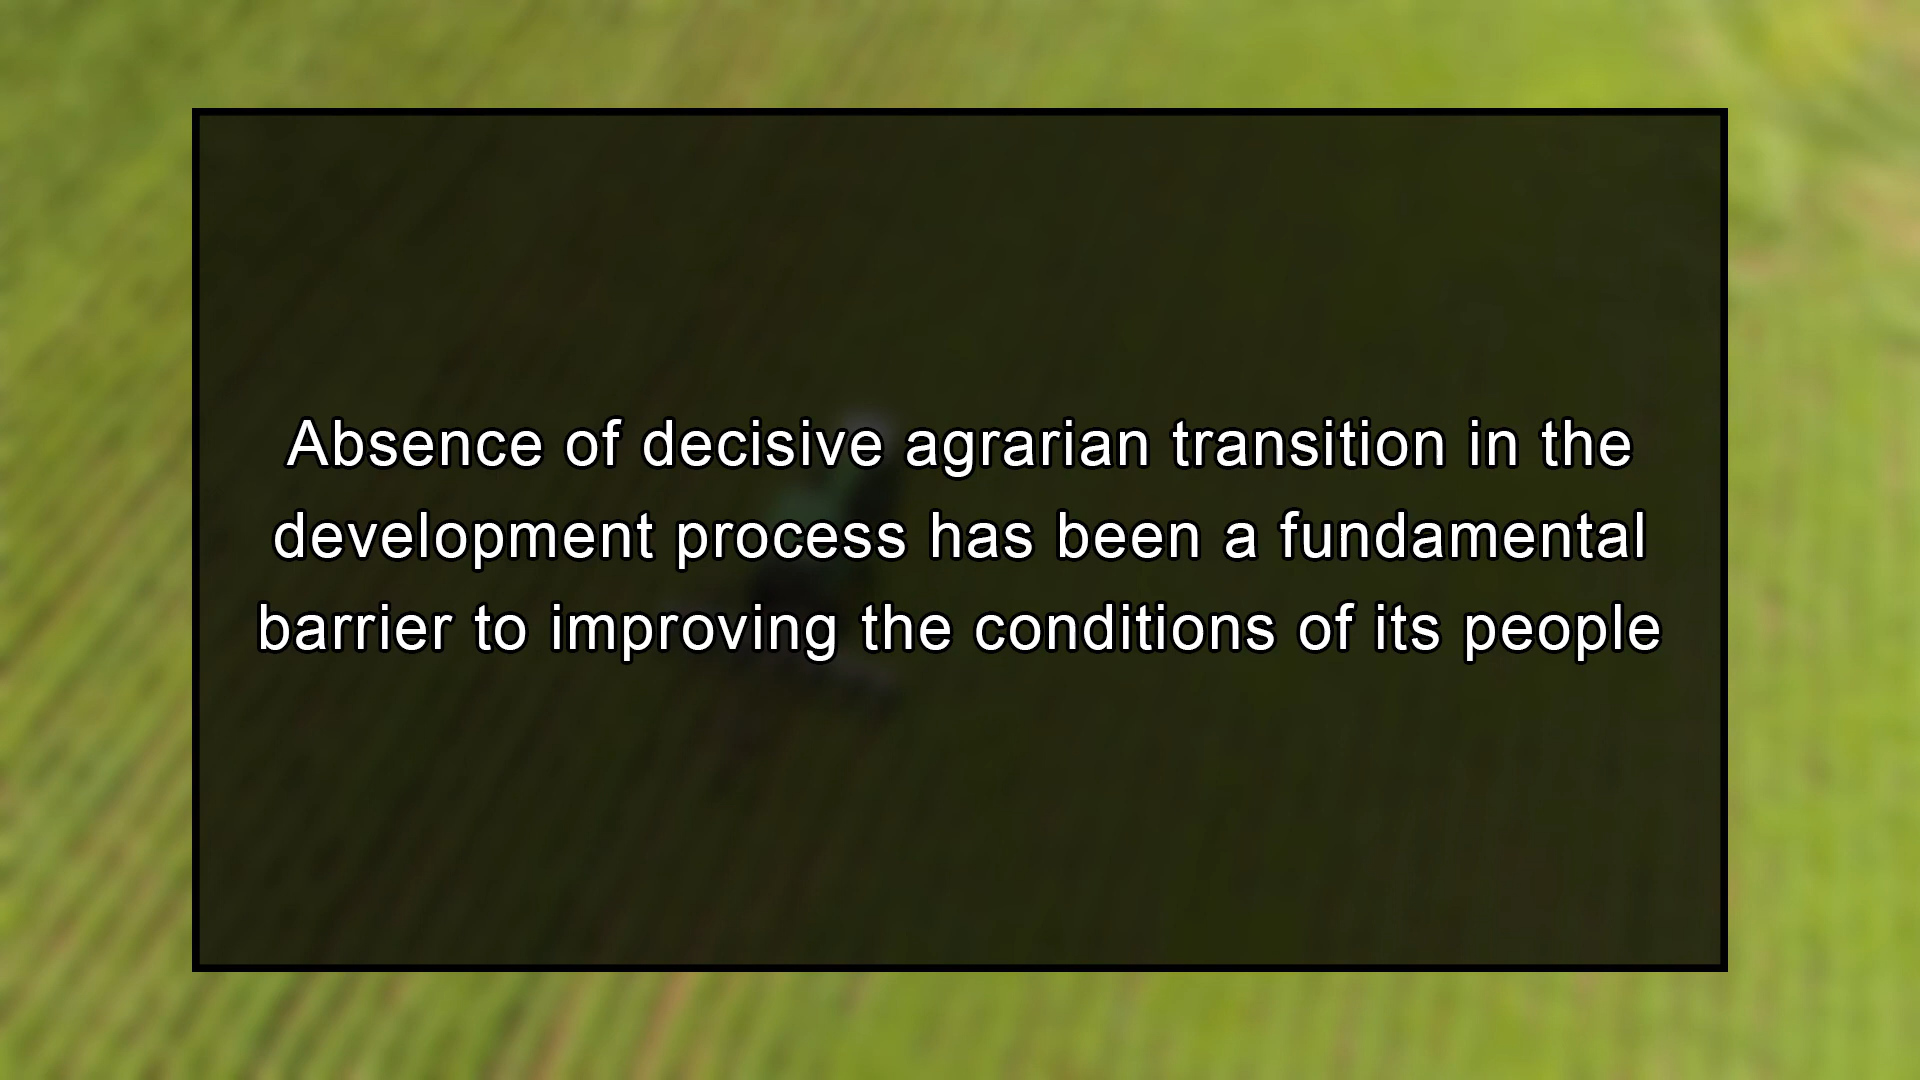 Absence of decisive agrarian transition in the
development process has been a fundamental
barrier to improving the conditions of its people